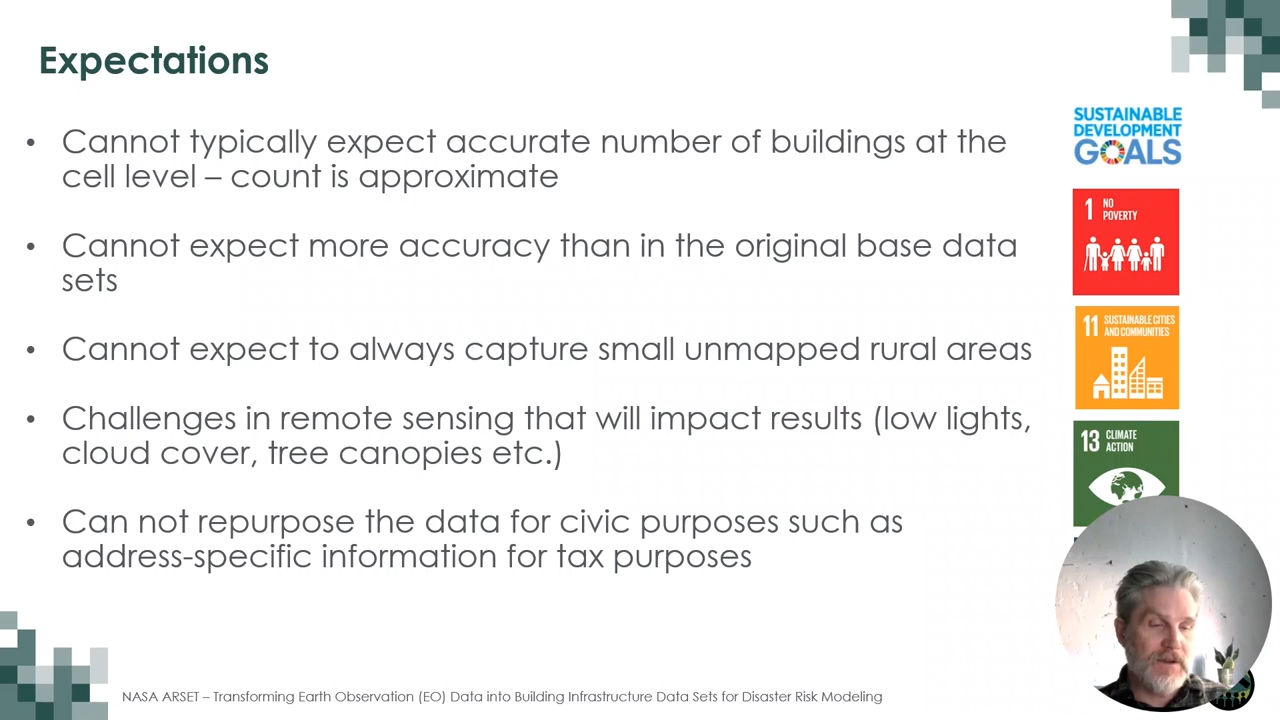 Expectations
• Cannot typically expect accurate number of buildings at the
cell level – count is approximate
• Cannot expect more accuracy than in the original base data
sets
• Cannot expect to always capture small unmapped rural areas
• Challenges in remote sensing that will impact results (low lights,
cloud cover, tree canopies etc.)
• Can not repurpose the data for civic purposes such as
address-specific information for tax purposes
SUSTAINABLE
DEVELOPMENT
GOALS
1 NO
POVERTY
11 SUSTAINABLE CITIES
AND COMMUNITIES
13 CLIMATE
ACTION
NASA ARSET – Transforming Earth Observation (EO) Data into Building Infrastructure Data Sets for Disaster Risk Modeling